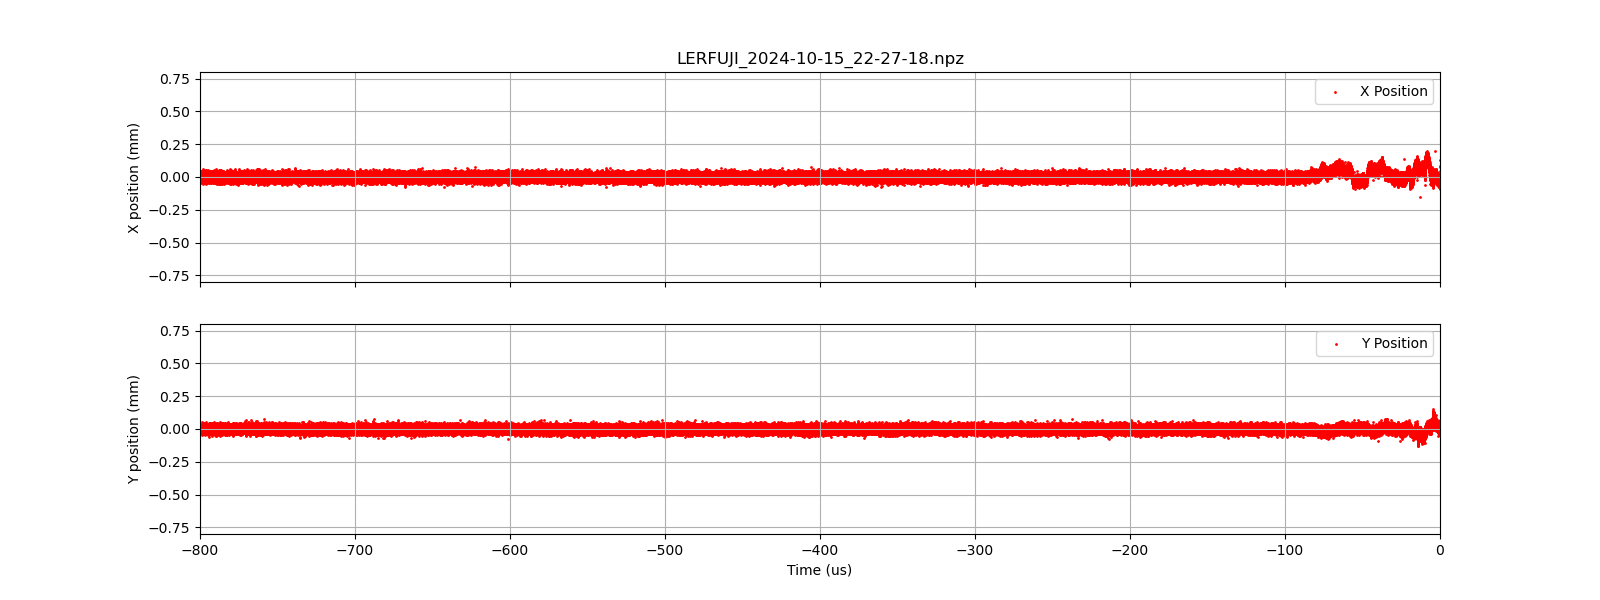 LERFUJI_2024-10-15_22-27-18.npz
0.75
0.50
0.25
0.00
−0.25
−0.50
−0.75
X position (mm)
X Position
0.75
0.50
0.25
0.00
−0.25
−0.50
−0.75
Y position (mm)
Y Position
−800 −700 −600 −500 −400 −300 −200 −100 0
Time (us)